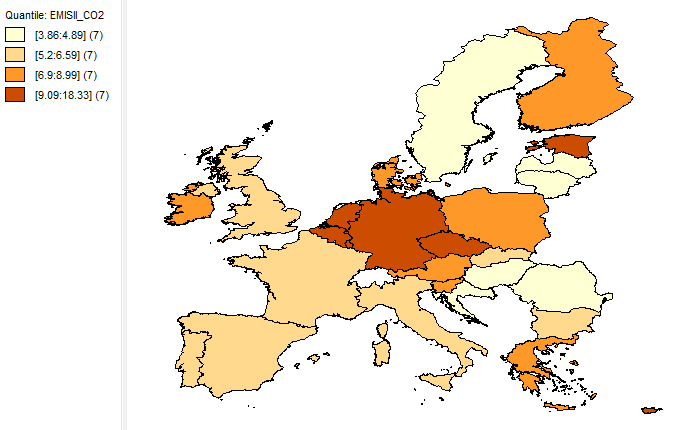 Quantile: EMISII_CO2
[3.86:4.89] (7)
[5.2:6.59] (7)
[6.9:8.99] (7)
[9.09:18.33] (7)